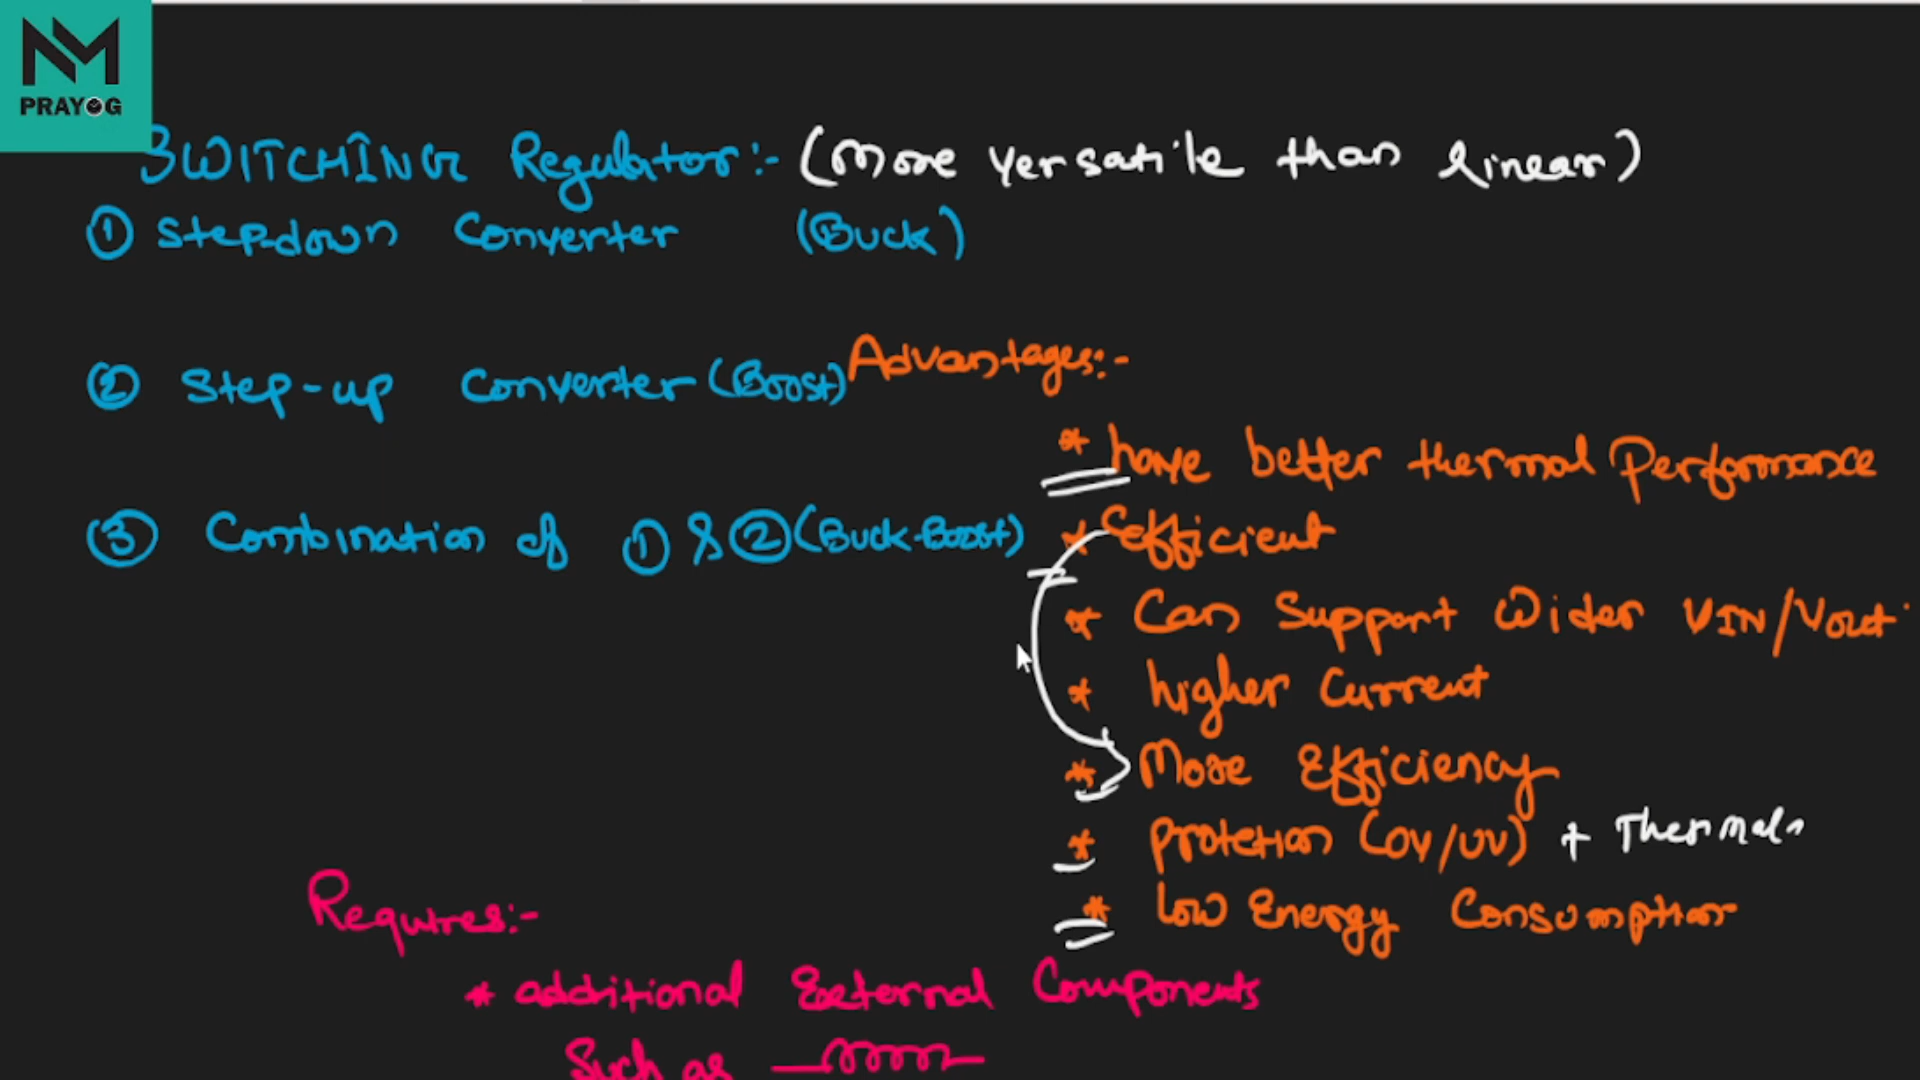 NM
PRAYOG
SWITCHING Regulator:- (More versatile than linear)
① Stepdown Converter (Buck)
② Step-up Converter (Boost)
③ Combination of ① & ② (Buck-Boost)
Advantages:-
* have better thermal Performance
* Efficient
* Can Support Wider VIN/Vout
* higher Current
* More Efficiency
* Protetion (OV/UV) + Thermal
* Low Energy Consumption
Requires:-
* additional External Components
Such as